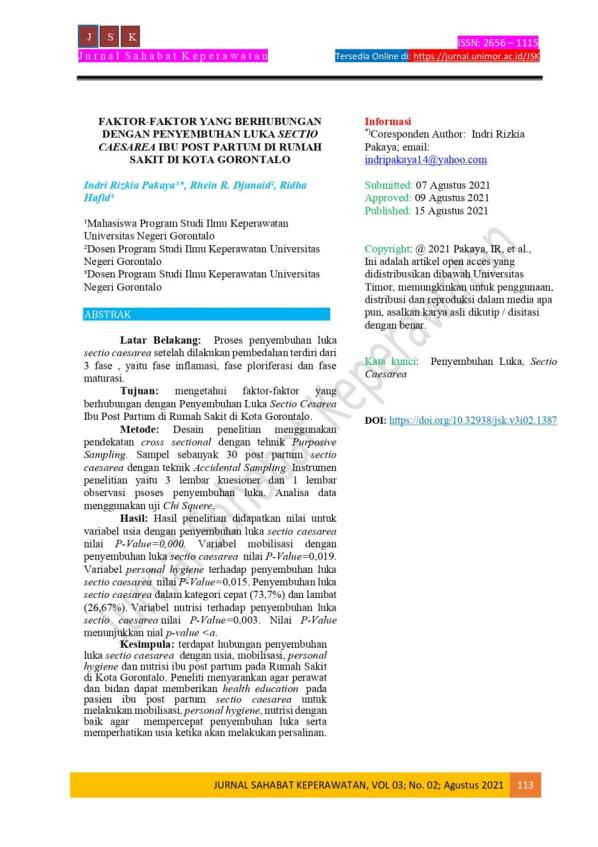 J S K
Jurnal Sahabat Keperawatan
ISSN: 2656 – 1115
Tersedia Online di: https://jurnal.unimor.ac.id/JSK
FAKTOR-FAKTOR YANG BERHUBUNGAN
DENGAN PENYEMBUHAN LUKA SECTIO
CAESAREA IBU POST PARTUM DI RUMAH
SAKIT DI KOTA GORONTALO
Indri Rizkia Pakaya¹*, Rhein R. Djunaid², Ridha
Hafid³
¹Mahasiswa Program Studi Ilmu Keperawatan
Universitas Negeri Gorontalo
²Dosen Program Studi Ilmu Keperawatan Universitas
Negeri Gorontalo
³Dosen Program Studi Ilmu Keperawatan Universitas
Negeri Gorontalo
ABSTRAK
Latar Belakang: Proses penyembuhan luka
sectio caesarea setelah dilakukan pembedahan terdiri dari
3 fase , yaitu fase inflamasi, fase ploriferasi dan fase
maturasi.
Tujuan: mengetahui faktor-faktor yang
berhubungan dengan Penyembuhan Luka Sectio Cesarea
Ibu Post Partum di Rumah Sakit di Kota Gorontalo.
Metode: Desain penelitian menggunakan
pendekatan cross sectional dengan tehnik Purposive
Sampling. Sampel sebanyak 30 post partum sectio
caesarea dengan teknik Accidental Sampling. Instrumen
penelitian yaitu 3 lembar kuesioner dan 1 lembar
observasi psoses penyembuhan luka. Analisa data
menggunakan uji Chi Squere.
Hasil: Hasil penelitian didapatkan nilai untuk
variabel usia dengan penyembuhan luka sectio caesarea
nilai P-Value=0,000. Variabel mobilisasi dengan
penyembuhan luka sectio caesarea nilai P-Value=0,019.
Variabel personal hygiene terhadap penyembuhan luka
sectio caesarea nilai P-Value=0,015. Penyembuhan luka
sectio caesarea dalam kategori cepat (73,7%) dan lambat
(26,67%). Variabel nutrisi terhadap penyembuhan luka
sectio caesarea nilai P-Value=0,003. Nilai P-Value
menunjukkan nial p-value <a.
Kesimpula: terdapat hubungan penyembuhan
luka sectio caesarea dengan usia, mobilisasi, personal
hygiene dan nutrisi ibu post partum pada Rumah Sakit
di Kota Gorontalo. Peneliti menyarankan agar perawat
dan bidan dapat memberikan health education pada
pasien ibu post partum sectio caesarea untuk
melakukan mobilisasi, personal hygiene, nutrisi dengan
baik agar mempercepat penyembuhan luka serta
memperhatikan usia ketika akan melakukan persalinan.
Informasi
*)Coresponden Author: Indri Rizkia
Pakaya; email:
indripakaya14@yahoo.com
Submitted: 07 Agustus 2021
Approved: 09 Agustus 2021
Published: 15 Agustus 2021
Copyright: @ 2021 Pakaya, IR, et al.,
Ini adalah artikel open acces yang
didistribusikan dibawah Universitas
Timor, memungkinkan untuk penggunaan,
distribusi dan reproduksi dalam media apa
pun, asalkan karya asli dikutip / disitasi
dengan benar.
Kata kunci: Penyembuhan Luka, Sectio
Caesarea
DOI: https://doi.org/10.32938/jsk.v3i02.1387
Jurnal Sahabat Keperawatan
JURNAL SAHABAT KEPERAWATAN, VOL 03; No. 02; Agustus 2021 113